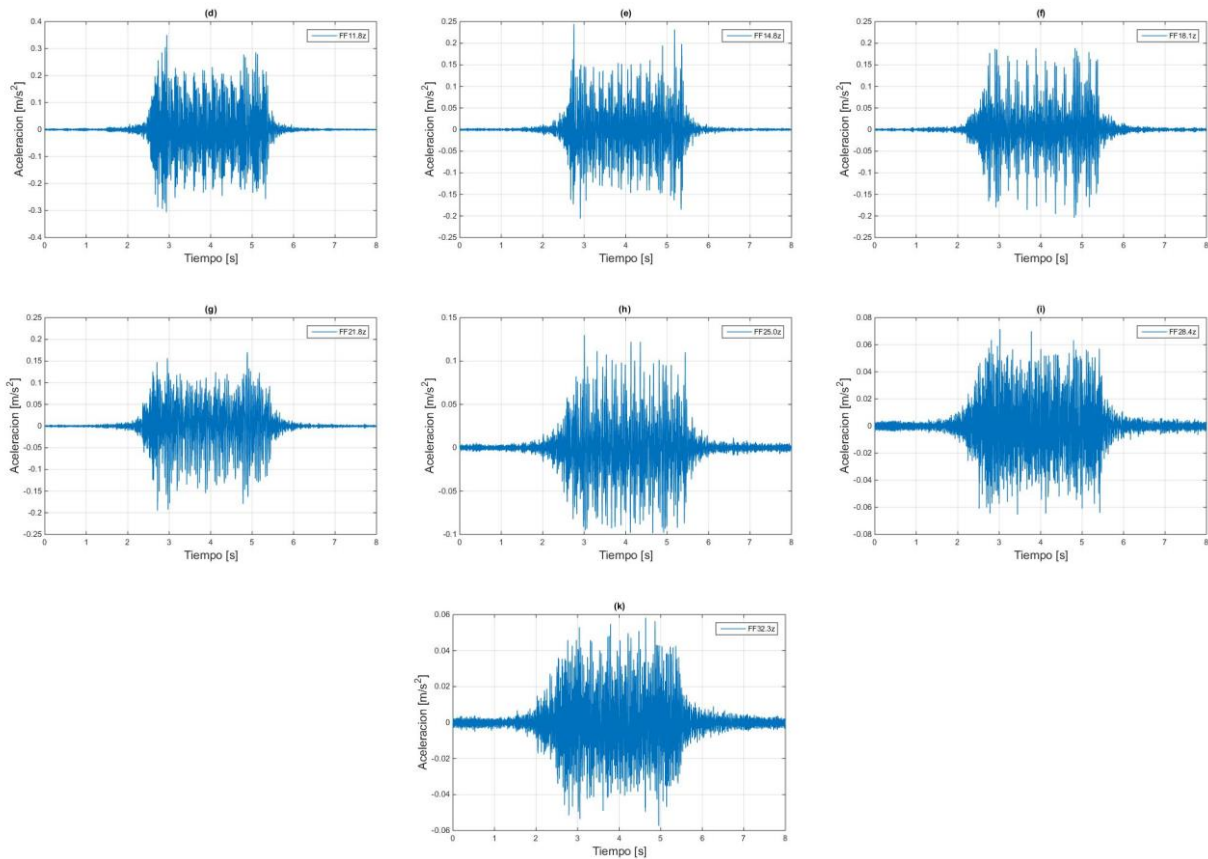 (d)
FF11.8z
Aceleracion [m/s²]
0.4
0.3
0.2
0.1
0
-0.1
-0.2
-0.3
-0.4
0 1 2 3 4 5 6 7 8
Tiempo [s]
(e)
FF14.8z
Aceleracion [m/s²]
0.25
0.2
0.15
0.1
0.05
0
-0.05
-0.1
-0.15
-0.2
-0.25
0 1 2 3 4 5 6 7 8
Tiempo [s]
(f)
FF18.1z
Aceleracion [m/s²]
0.25
0.2
0.15
0.1
0.05
0
-0.05
-0.1
-0.15
-0.2
-0.25
0 1 2 3 4 5 6 7 8
Tiempo [s]
(g)
FF21.8z
Aceleracion [m/s²]
0.25
0.2
0.15
0.1
0.05
0
-0.05
-0.1
-0.15
-0.2
-0.25
0 1 2 3 4 5 6 7 8
Tiempo [s]
(h)
FF25.0z
Aceleracion [m/s²]
0.15
0.1
0.05
0
-0.05
-0.1
0 1 2 3 4 5 6 7 8
Tiempo [s]
(i)
FF28.4z
Aceleracion [m/s²]
0.08
0.06
0.04
0.02
0
-0.02
-0.04
-0.06
-0.08
0 1 2 3 4 5 6 7 8
Tiempo [s]
(k)
FF32.3z
Aceleracion [m/s²]
0.06
0.04
0.02
0
-0.02
-0.04
-0.06
0 1 2 3 4 5 6 7 8
Tiempo [s]